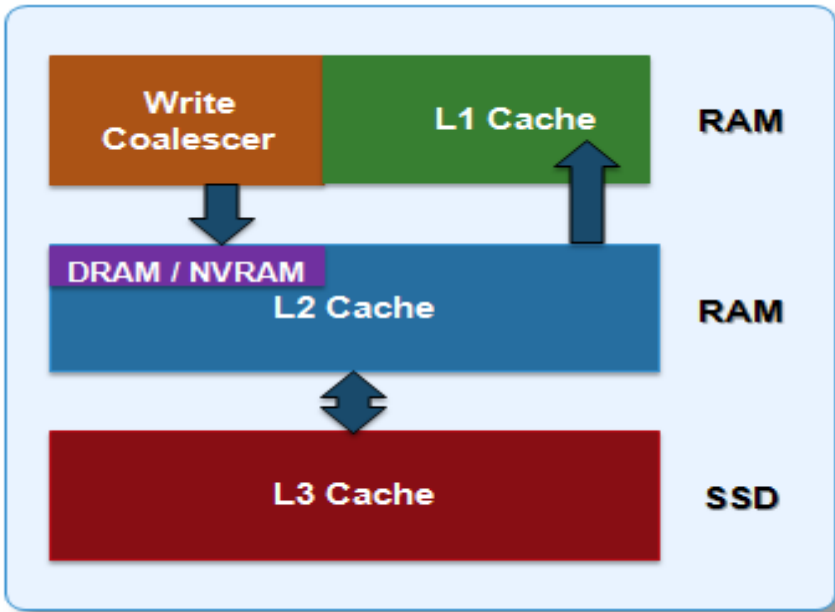 Write
Coalescer
L1 Cache
RAM
DRAM / NVRAM
L2 Cache
RAM
L3 Cache
SSD